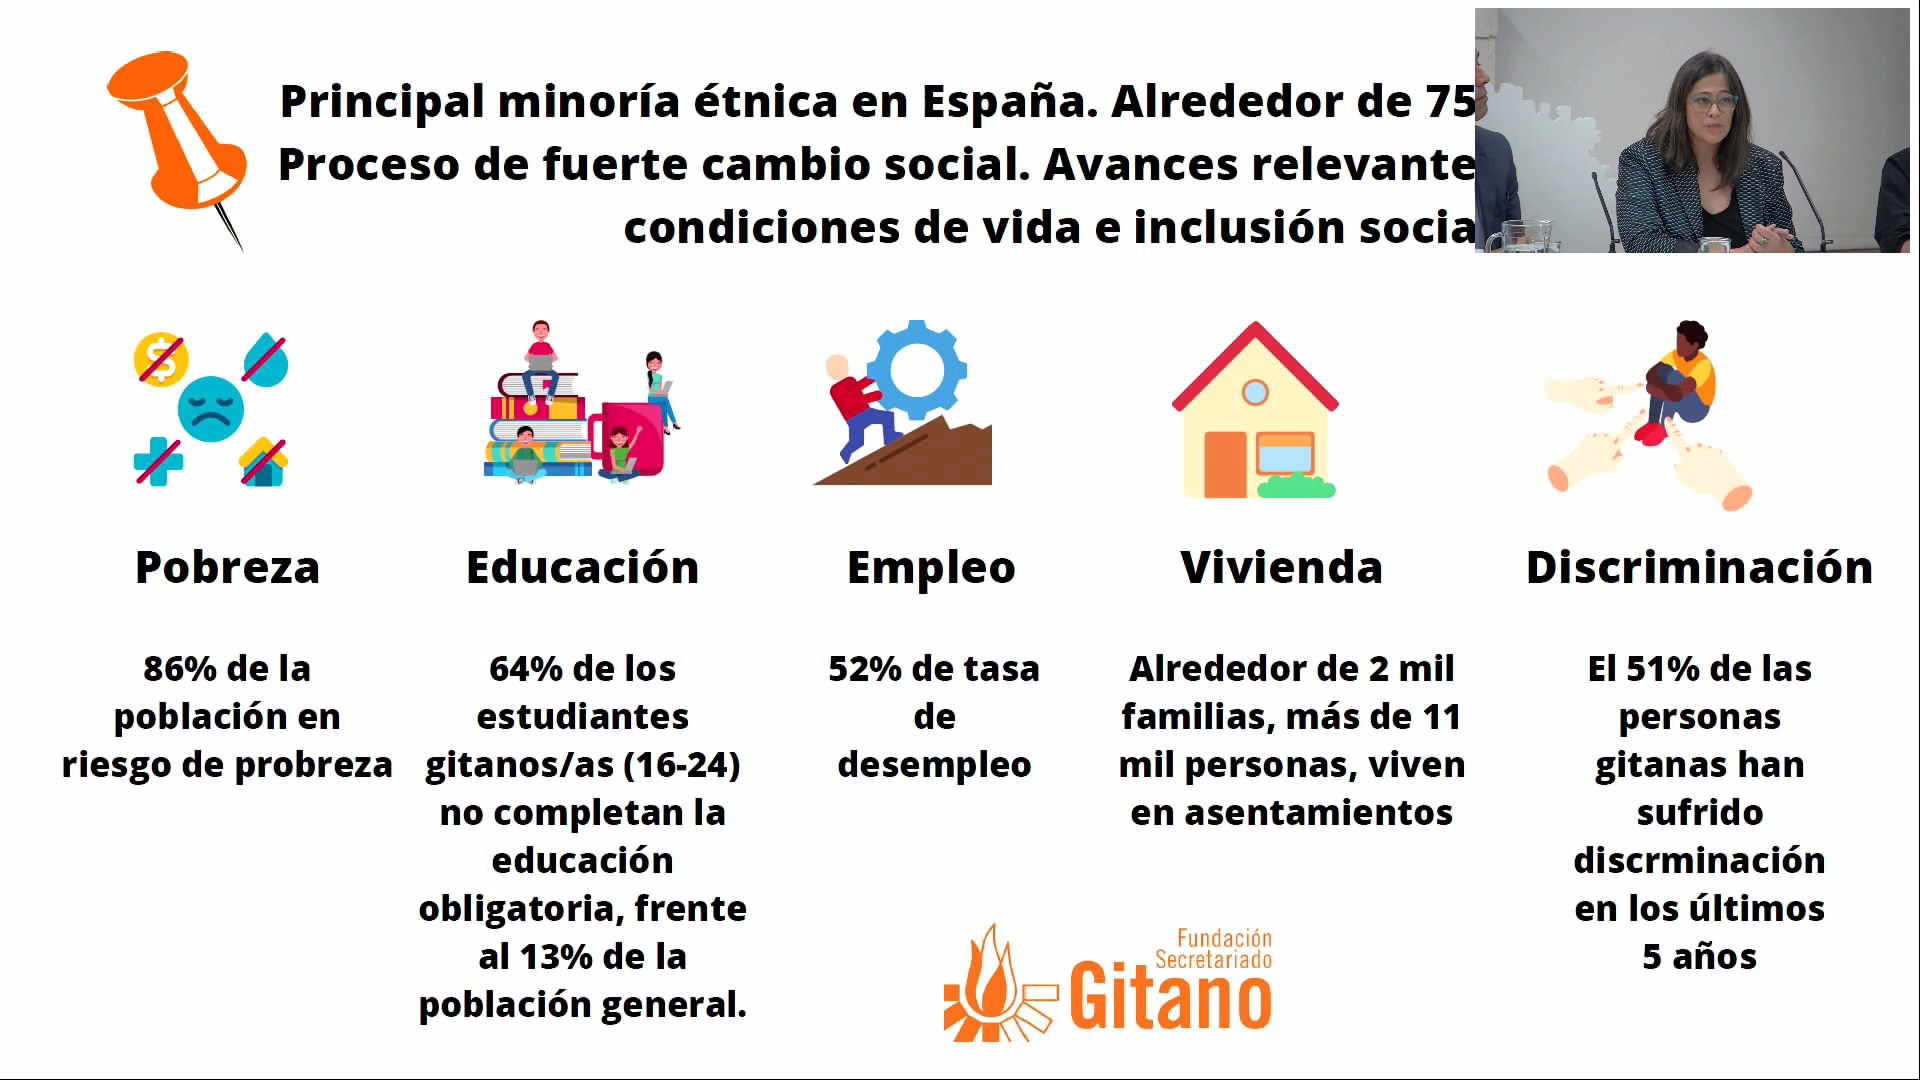 Principal minoría étnica en España. Alrededor de 75
Proceso de fuerte cambio social. Avances relevante
condiciones de vida e inclusión socia
Pobreza
86% de la
población en
riesgo de probreza
Educación
64% de los
estudiantes
gitanos/as (16-24)
no completan la
educación
obligatoria, frente
al 13% de la
población general.
Empleo
52% de tasa
de
desempleo
Vivienda
Alrededor de 2 mil
familias, más de 11
mil personas, viven
en asentamientos
Discriminación
El 51% de las
personas
gitanas han
sufrido
discrminación
en los últimos
5 años
Fundación
Secretariado
Gitano